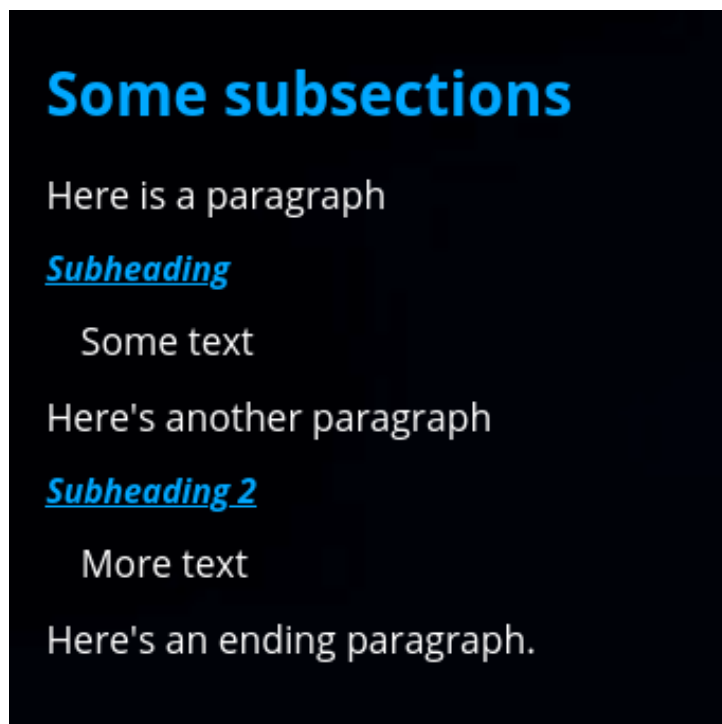 Some subsections
Here is a paragraph
Subheading
Some text
Here's another paragraph
Subheading 2
More text
Here's an ending paragraph.